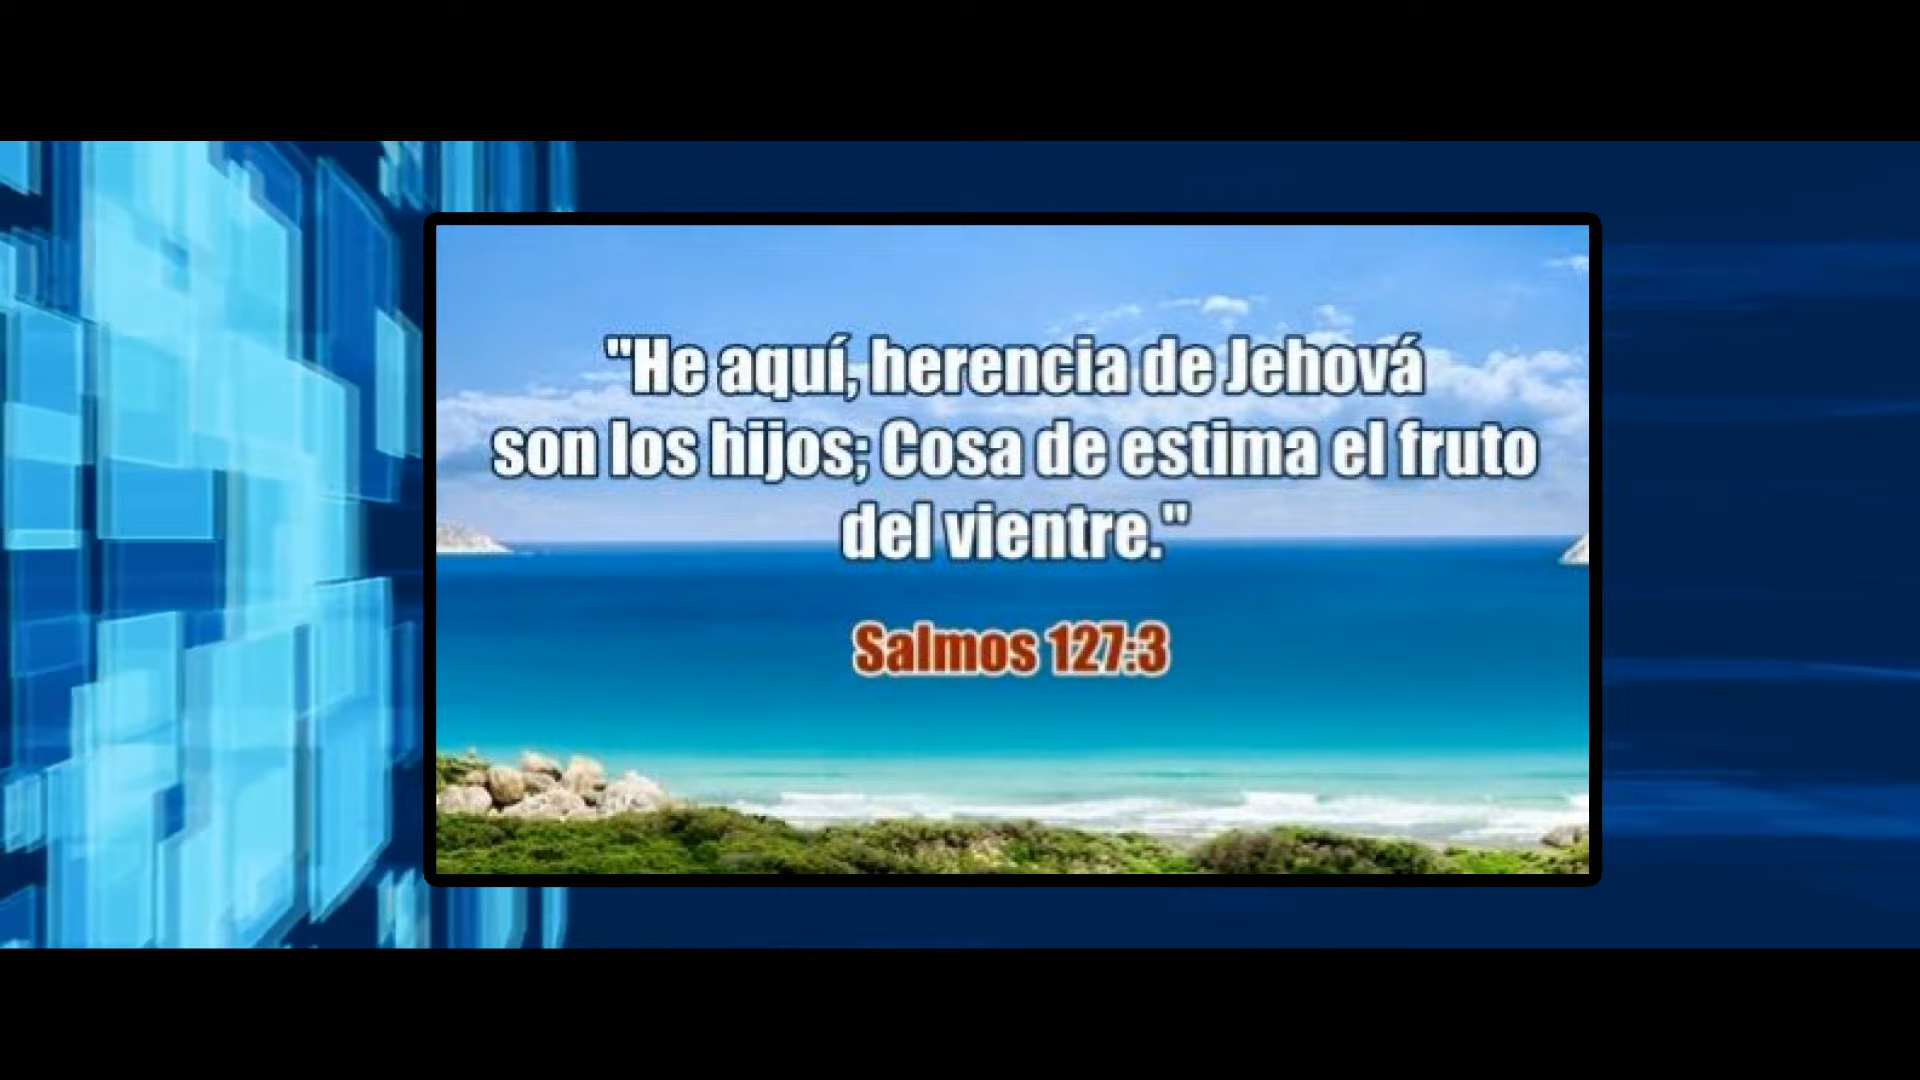 "He aquí, herencia de Jehová
son los hijos; Cosa de estima el fruto
del vientre."
Salmos 127:3